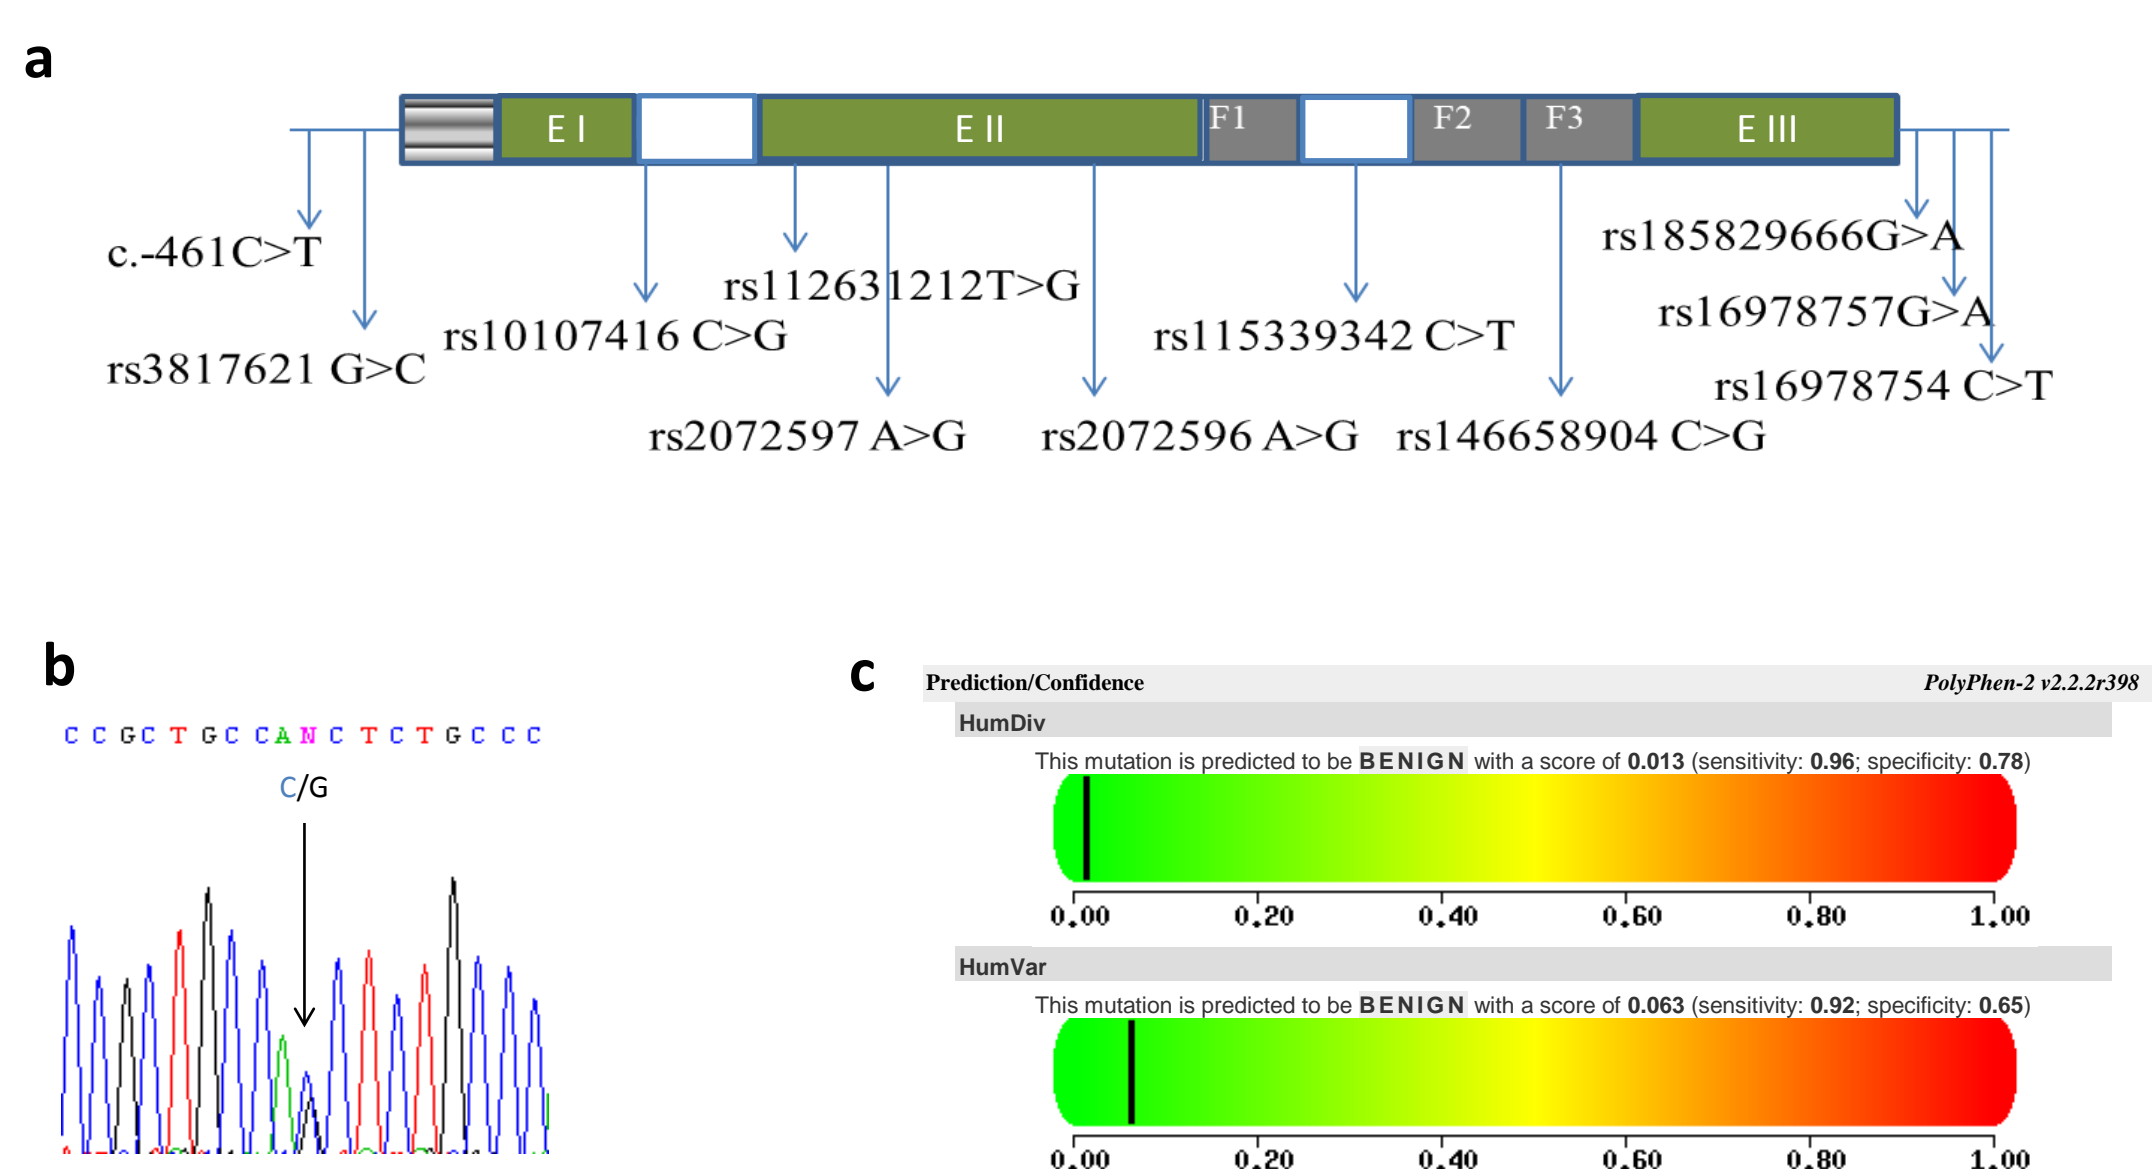 a
E I
E II
F1
F2
F3
E III
c.-461C>T
rs3817621 G>C
rs10107416 C>G
rs112631212T>G
rs2072597 A>G
rs2072596 A>G
rs115339342 C>T
rs146658904 C>G
rs185829666G>A
rs16978757G>A
rs16978754 C>T
b
C C G C T G C C A N C T C T G C C C
C/G
c
Prediction/Confidence PolyPhen-2 v2.2.2r398
HumDiv
This mutation is predicted to be BENIGN with a score of 0.013 (sensitivity: 0.96; specificity: 0.78)
0.00 0.20 0.40 0.60 0.80 1.00
HumVar
This mutation is predicted to be BENIGN with a score of 0.063 (sensitivity: 0.92; specificity: 0.65)
0.00 0.20 0.40 0.60 0.80 1.00